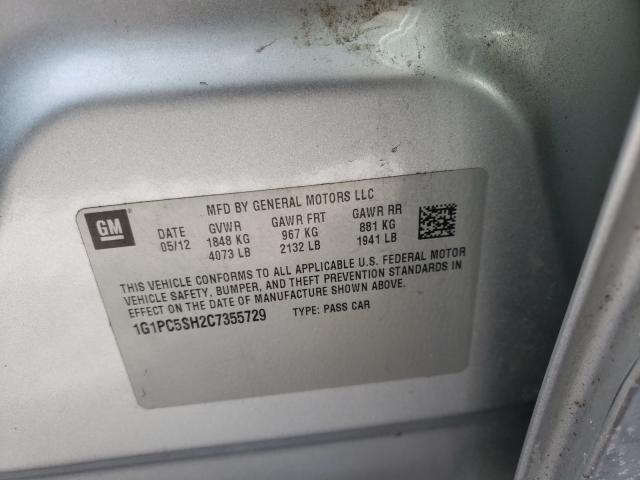 MFD BY GENERAL MOTORS LLC
GM DATE GVWR GAWR FRT GAWR RR
05/12 1848 KG 967 KG 881 KG
4073 LB 2132 LB 1941 LB
THIS VEHICLE CONFORMS TO ALL APPLICABLE U.S. FEDERAL MOTOR
VEHICLE SAFETY, BUMPER, AND THEFT PREVENTION STANDARDS IN
EFFECT ON THE DATE OF MANUFACTURE SHOWN ABOVE.
1G1PC5SH2C7355729 TYPE: PASS CAR